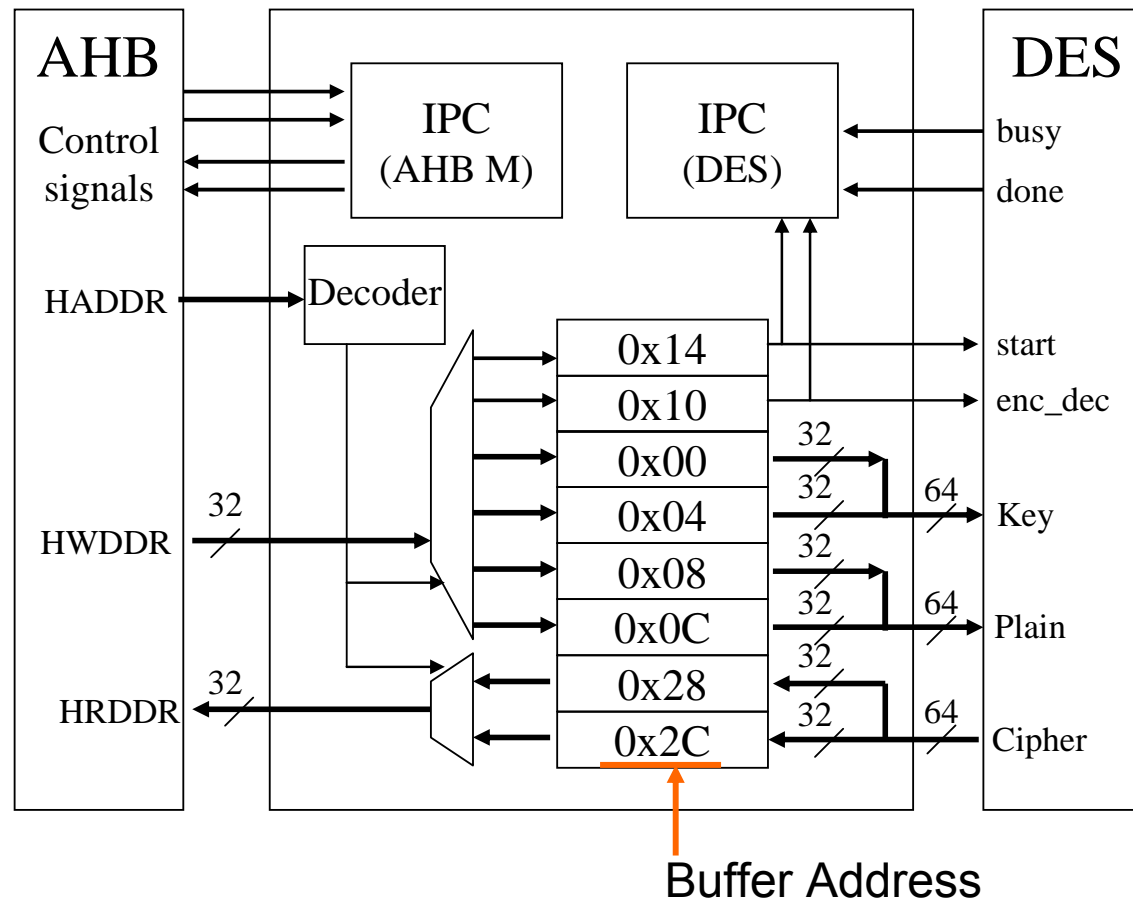 AHB
Control
signals
HADDR
32
HWDDR
32
HRDDR
IPC
(AHB M)
Decoder
IPC
(DES)
0x14
0x10
0x00
0x04
0x08
0x0C
0x28
0x2C
32
32
64
32
32
64
32
32
64
DES
busy
done
start
enc_dec
Key
Plain
Cipher
Buffer Address